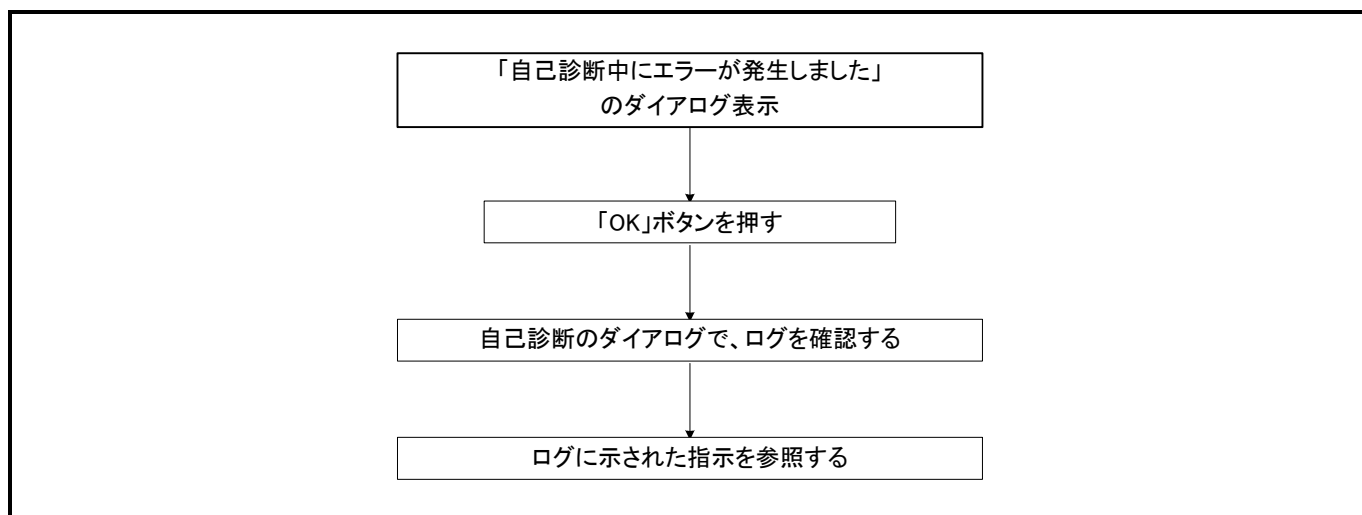 「自己診断中にエラーが発生しました」
のダイアログ表示
「OK」ボタンを押す
自己診断のダイアログで、ログを確認する
ログに示された指示を参照する